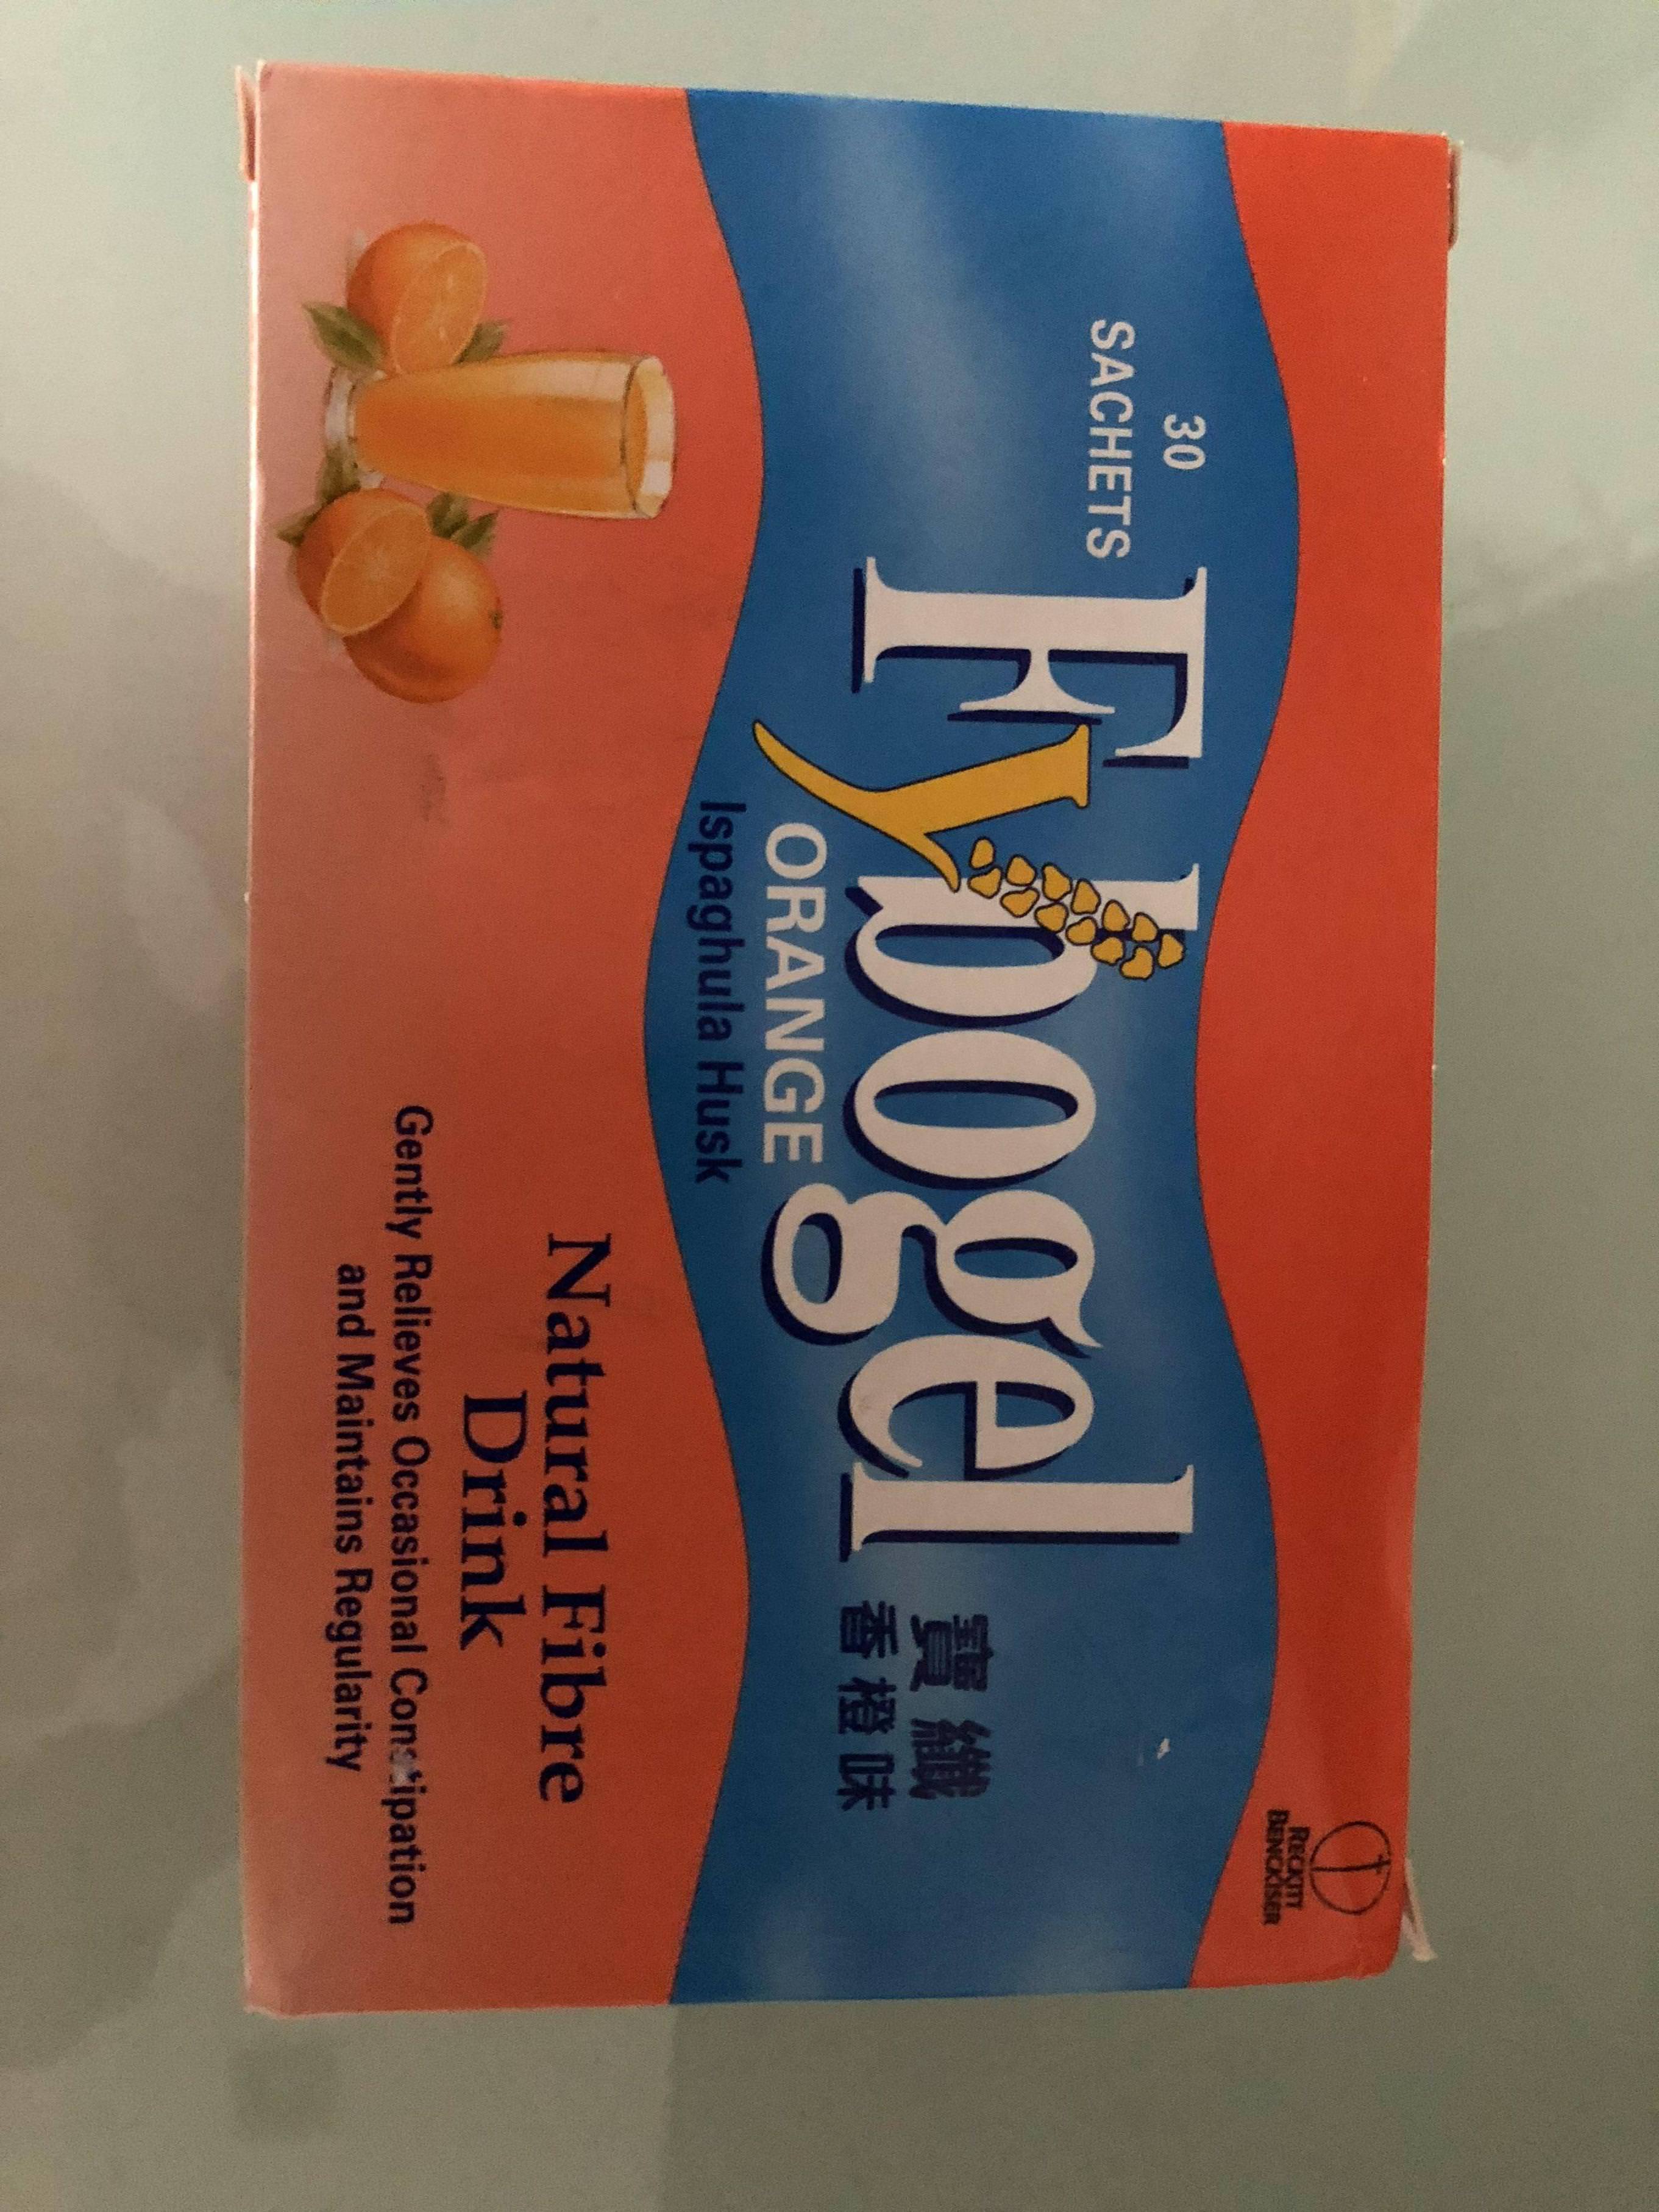 RECKITT
BENCKISER
30
SACHETS
Fybogel
寶纖
香橙味
ORANGE
Ispaghula Husk
Natural Fibre
Drink
Gently Relieves Occasional Constipation
and Maintains Regularity